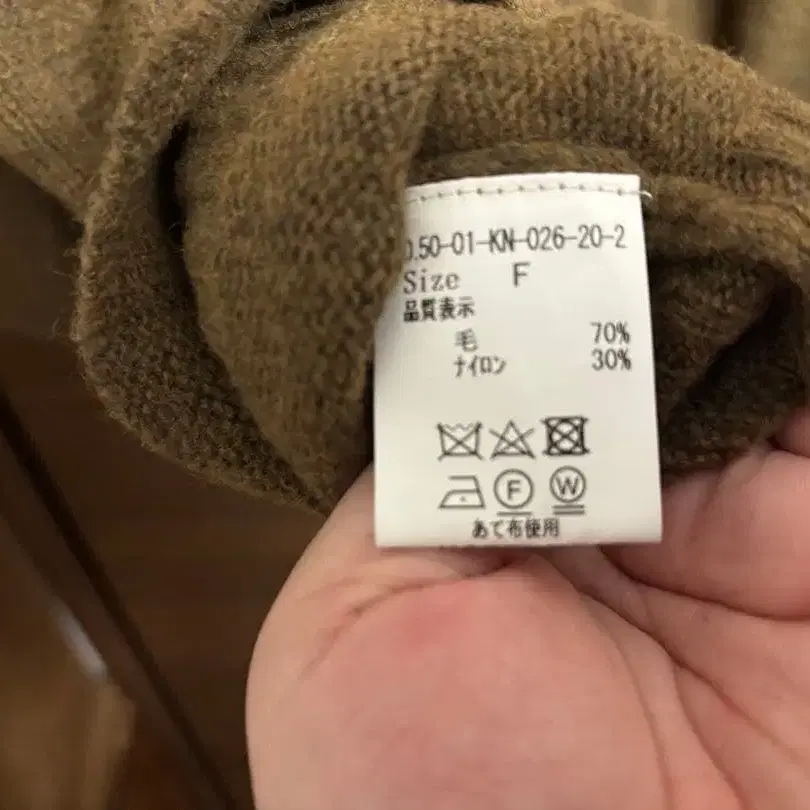 0.50-01-KN-026-20-2
Size F
品質表示
毛 70%
ナイロン 30%
F W
あて布使用